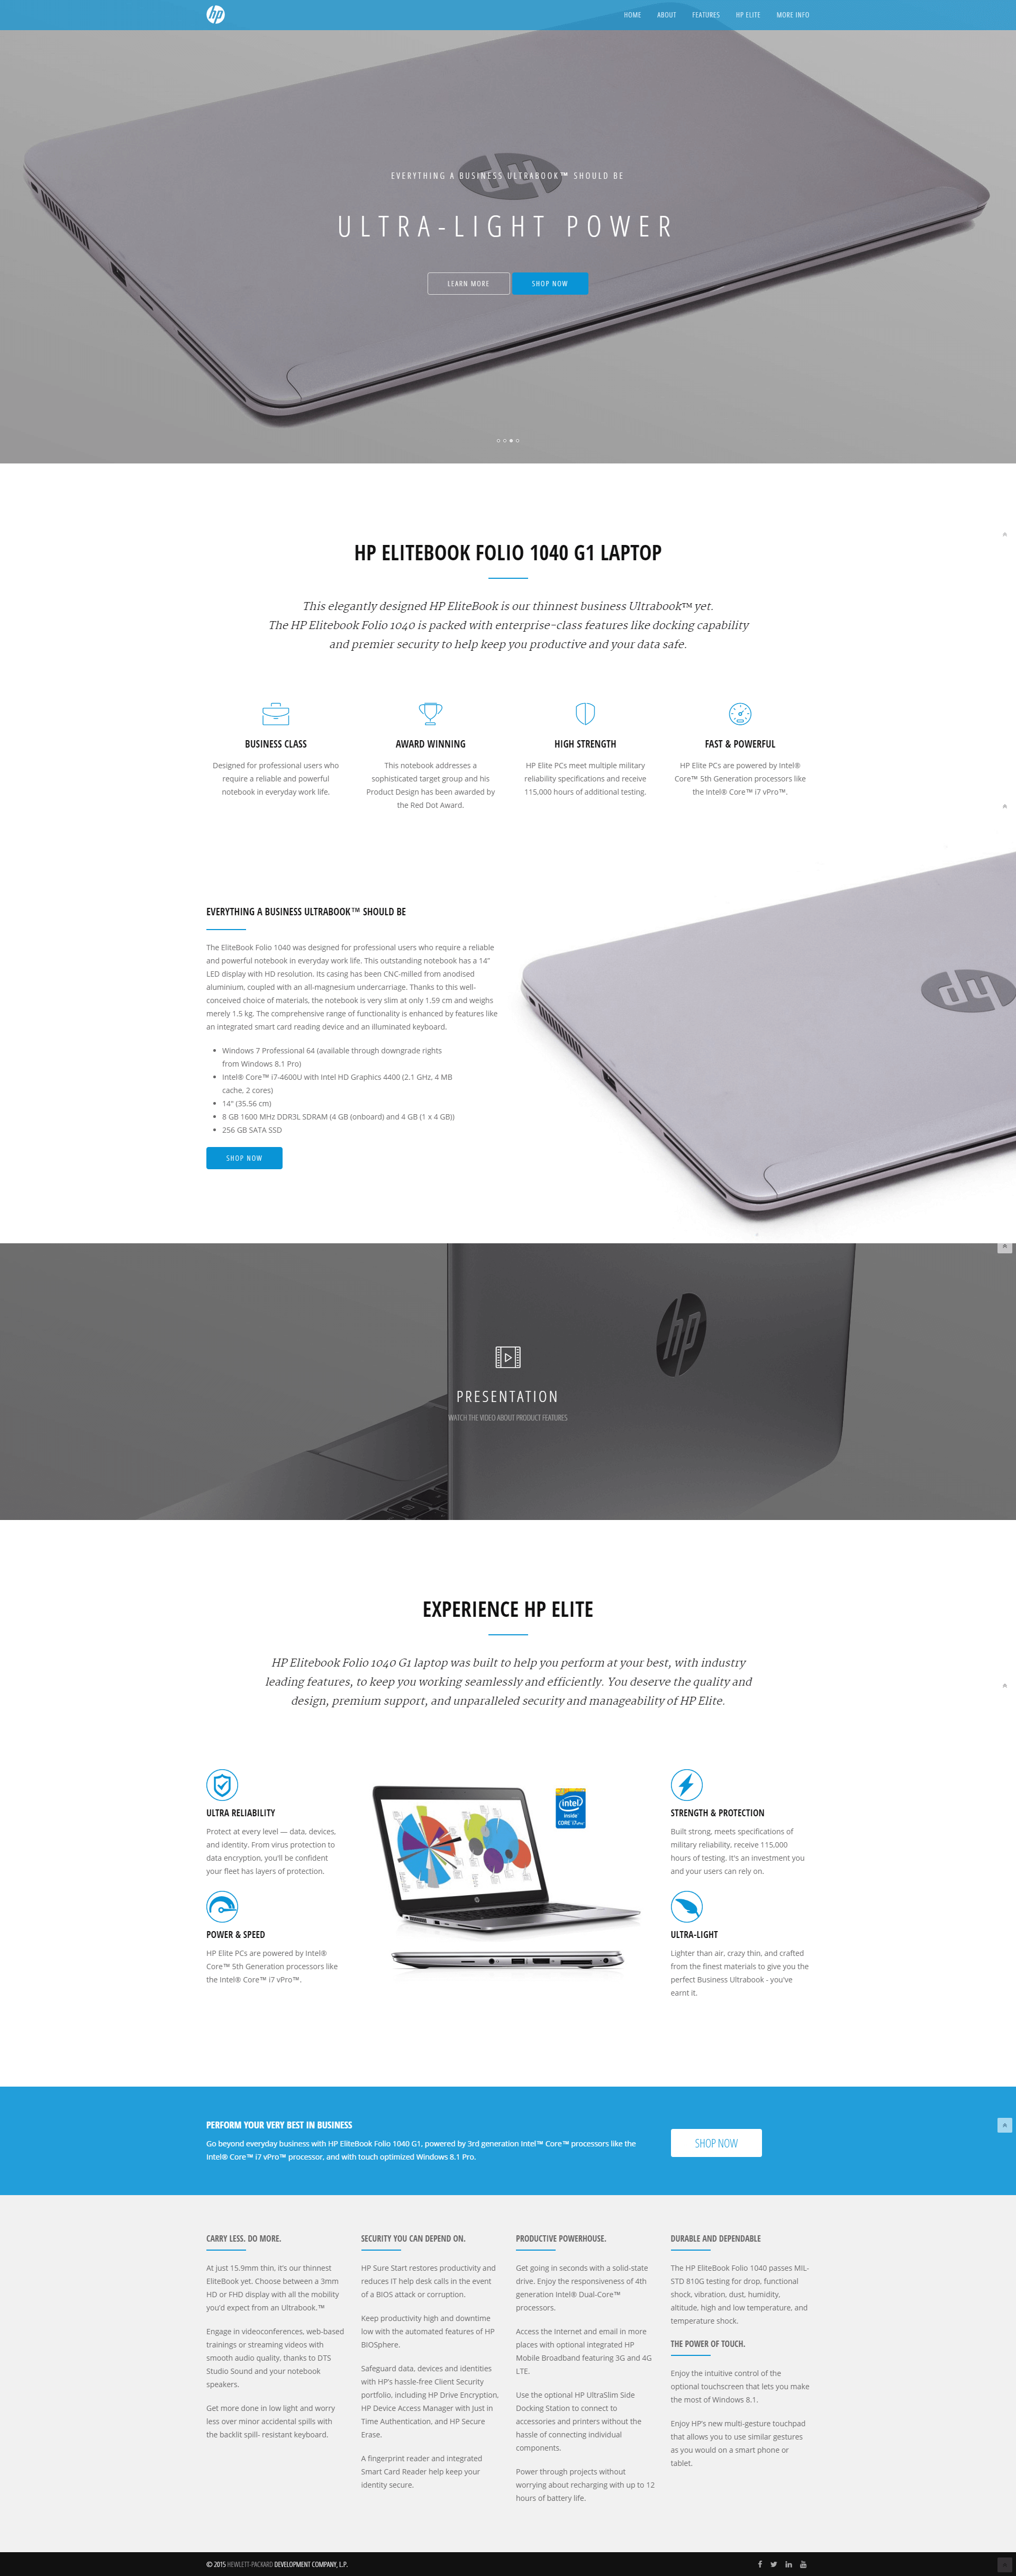 hp
HOME ABOUT FEATURES HP ELITE MORE INFO
EVERYTHING A BUSINESS ULTRABOOK™ SHOULD BE
ULTRA-LIGHT POWER
LEARN MORE SHOP NOW
HP ELITEBOOK FOLIO 1040 G1 LAPTOP
This elegantly designed HP EliteBook is our thinnest business Ultrabook™ yet.
The HP Elitebook Folio 1040 is packed with enterprise-class features like docking capability
and premier security to help keep you productive and your data safe.
BUSINESS CLASS
Designed for professional users who
require a reliable and powerful
notebook in everyday work life.
AWARD WINNING
This notebook addresses a
sophisticated target group and his
Product Design has been awarded by
the Red Dot Award.
HIGH STRENGTH
HP Elite PCs meet multiple military
reliability specifications and receive
115,000 hours of additional testing.
FAST & POWERFUL
HP Elite PCs are powered by Intel®
Core™ 5th Generation processors like
the Intel® Core™ i7 vPro™.
EVERYTHING A BUSINESS ULTRABOOK™ SHOULD BE
The EliteBook Folio 1040 was designed for professional users who require a reliable
and powerful notebook in everyday work life. This outstanding notebook has a 14"
LED display with HD resolution. Its casing has been CNC-milled from anodised
aluminium, coupled with an all-magnesium undercarriage. Thanks to this well-
conceived choice of materials, the notebook is very slim at only 1.59 cm and weighs
merely 1.5 kg. The comprehensive range of functionality is enhanced by features like
an integrated smart card reading device and an illuminated keyboard.
• Windows 7 Professional 64 (available through downgrade rights
from Windows 8.1 Pro)
• Intel® Core™ i7-4600U with Intel HD Graphics 4400 (2.1 GHz, 4 MB
cache, 2 cores)
• 14" (35.56 cm)
• 8 GB 1600 MHz DDR3L SDRAM (4 GB (onboard) and 4 GB (1 x 4 GB))
• 256 GB SATA SSD
SHOP NOW
hp
hp
PRESENTATION
WATCH THE VIDEO ABOUT PRODUCT FEATURES
EXPERIENCE HP ELITE
HP Elitebook Folio 1040 G1 laptop was built to help you perform at your best, with industry
leading features, to keep you working seamlessly and efficiently. You deserve the quality and
design, premium support, and unparalleled security and manageability of HP Elite.
ULTRA RELIABILITY
Protect at every level — data, devices,
and identity. From virus protection to
data encryption, you'll be confident
your fleet has layers of protection.
POWER & SPEED
HP Elite PCs are powered by Intel®
Core™ 5th Generation processors like
the Intel® Core™ i7 vPro™.
intel
inside
CORE i7 vPro
STRENGTH & PROTECTION
Built strong, meets specifications of
military reliability, receive 115,000
hours of testing. It's an investment you
and your users can rely on.
ULTRA-LIGHT
Lighter than air, crazy thin, and crafted
from the finest materials to give you the
perfect Business Ultrabook - you've
earnt it.
PERFORM YOUR VERY BEST IN BUSINESS
Go beyond everyday business with HP EliteBook Folio 1040 G1, powered by 3rd generation Intel™ Core™ processors like the
Intel® Core™ i7 vPro™ processor, and with touch optimized Windows 8.1 Pro.
SHOP NOW
CARRY LESS. DO MORE.
At just 15.9mm thin, it's our thinnest
EliteBook yet. Choose between a 3mm
HD or FHD display with all the mobility
you'd expect from an Ultrabook.™
Engage in videoconferences, web-based
trainings or streaming videos with
smooth audio quality, thanks to DTS
Studio Sound and your notebook
speakers.
Get more done in low light and worry
less over minor accidental spills with
the backlit spill- resistant keyboard.
SECURITY YOU CAN DEPEND ON.
HP Sure Start restores productivity and
reduces IT help desk calls in the event
of a BIOS attack or corruption.
Keep productivity high and downtime
low with the automated features of HP
BIOSphere.
Safeguard data, devices and identities
with HP's hassle-free Client Security
portfolio, including HP Drive Encryption,
HP Device Access Manager with Just in
Time Authentication, and HP Secure
Erase.
A fingerprint reader and integrated
Smart Card Reader help keep your
identity secure.
PRODUCTIVE POWERHOUSE.
Get going in seconds with a solid-state
drive. Enjoy the responsiveness of 4th
generation Intel® Dual-Core™
processors.
Access the Internet and email in more
places with optional integrated HP
Mobile Broadband featuring 3G and 4G
LTE.
Use the optional HP UltraSlim Side
Docking Station to connect to
accessories and printers without the
hassle of connecting individual
components.
Power through projects without
worrying about recharging with up to 12
hours of battery life.
DURABLE AND DEPENDABLE
The HP EliteBook Folio 1040 passes MIL-
STD 810G testing for drop, functional
shock, vibration, dust, humidity,
altitude, high and low temperature, and
temperature shock.
THE POWER OF TOUCH.
Enjoy the intuitive control of the
optional touchscreen that lets you make
the most of Windows 8.1.
Enjoy HP's new multi-gesture touchpad
that allows you to use similar gestures
as you would on a smart phone or
tablet.
© 2015 HEWLETT-PACKARD DEVELOPMENT COMPANY, L.P.